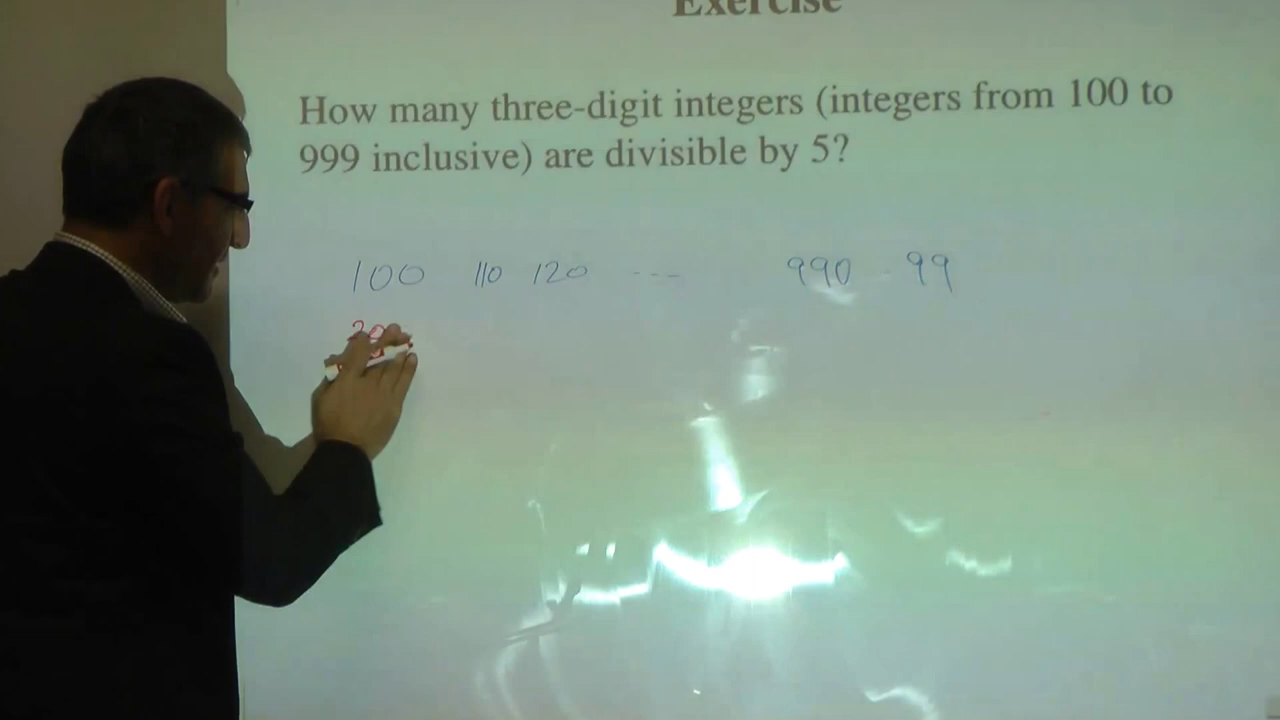 Exercise
How many three-digit integers (integers from 100 to
999 inclusive) are divisible by 5?
100 110 120 --- 990 99